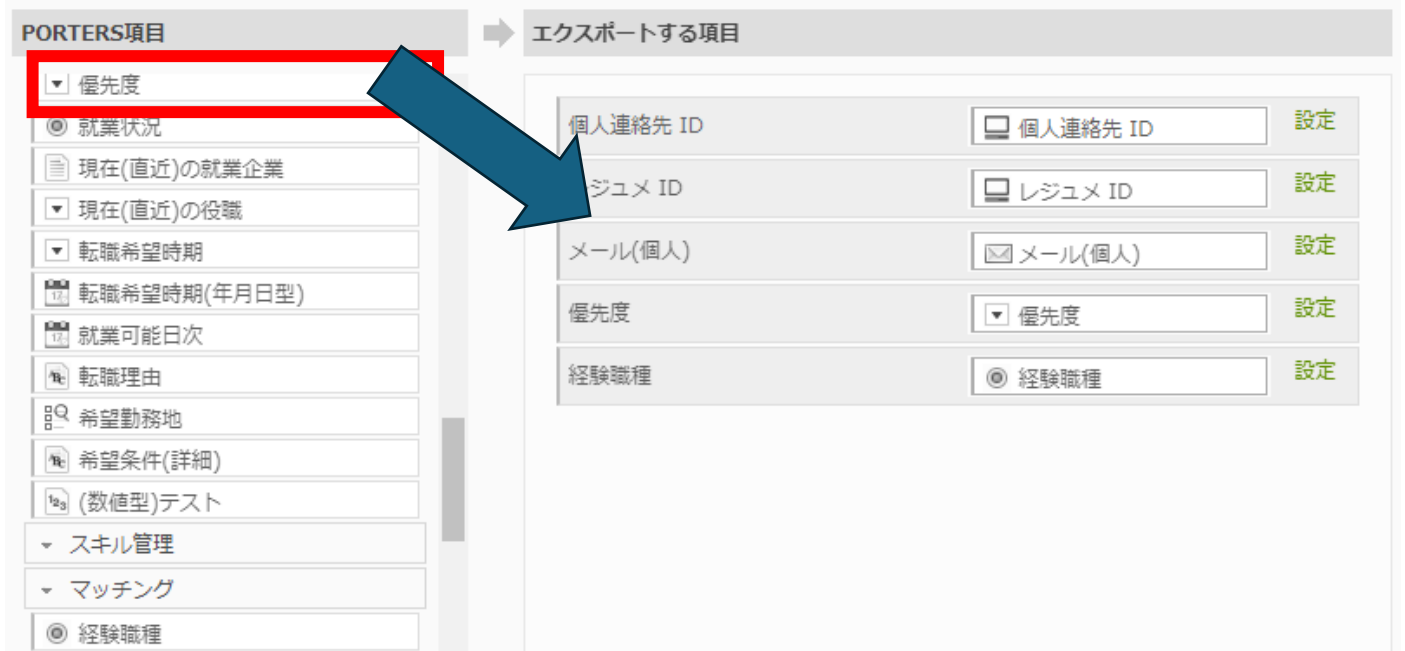 PORTERS項目
優先度
就業状況
現在(直近)の就業企業
現在(直近)の役職
転職希望時期
転職希望時期(年月日型)
就業可能日次
転職理由
希望勤務地
希望条件(詳細)
(数値型)テスト
スキル管理
マッチング
経験職種
エクスポートする項目
個人連絡先 ID 個人連絡先 ID 設定
ジュメ ID レジュメ ID 設定
メール(個人) メール(個人) 設定
優先度 優先度 設定
経験職種 経験職種 設定